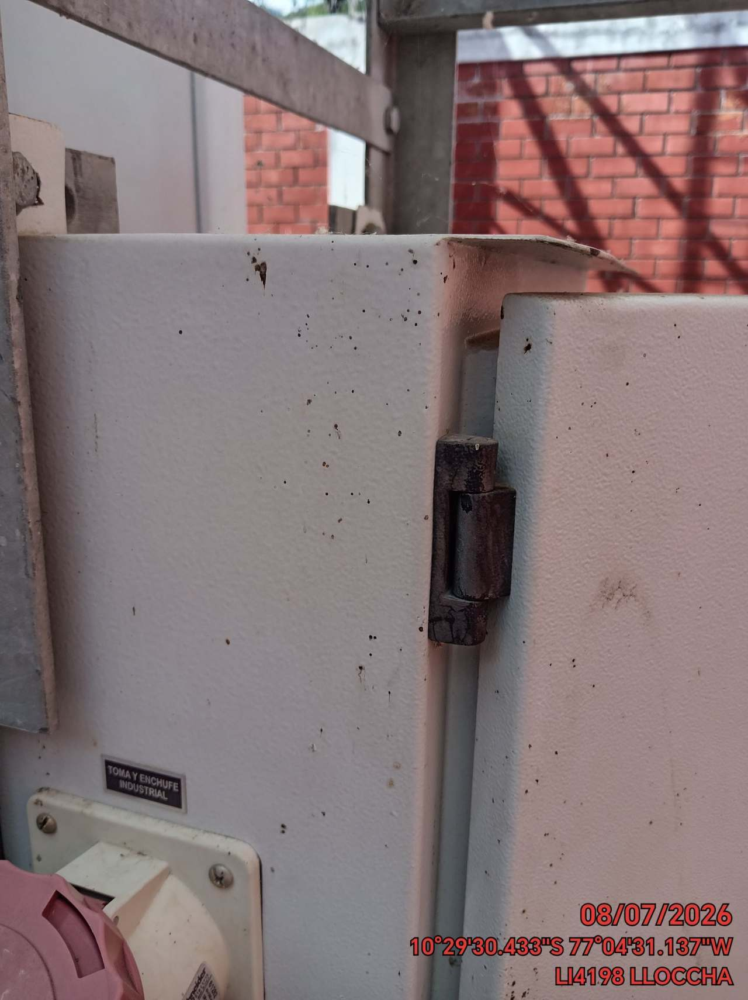 TOMA Y ENCHUFE
INDUSTRIAL
08/07/2026
10°29'30.433"S 77°04'31.137"W
LI4198 LLOCCHA